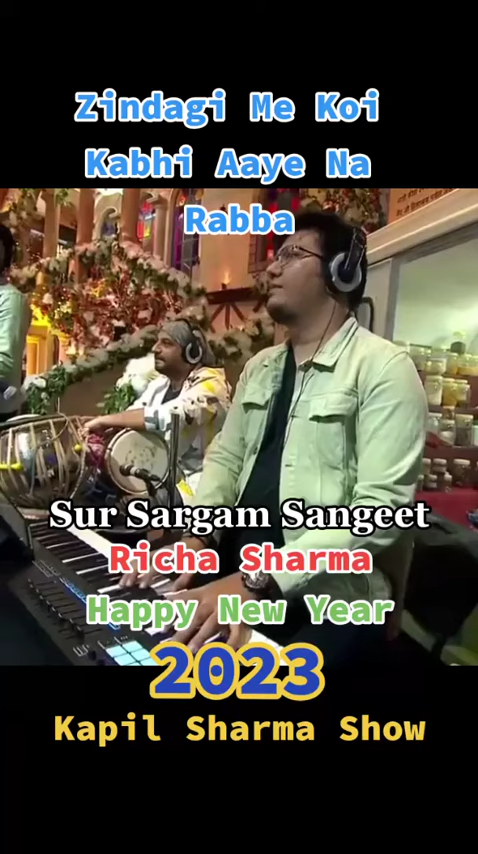 Zindagi Me Koi
Kabhi Aaye Na
Rabba
Sur Sargam Sangeet
Richa Sharma
Happy New Year
2023
Kapil Sharma Show